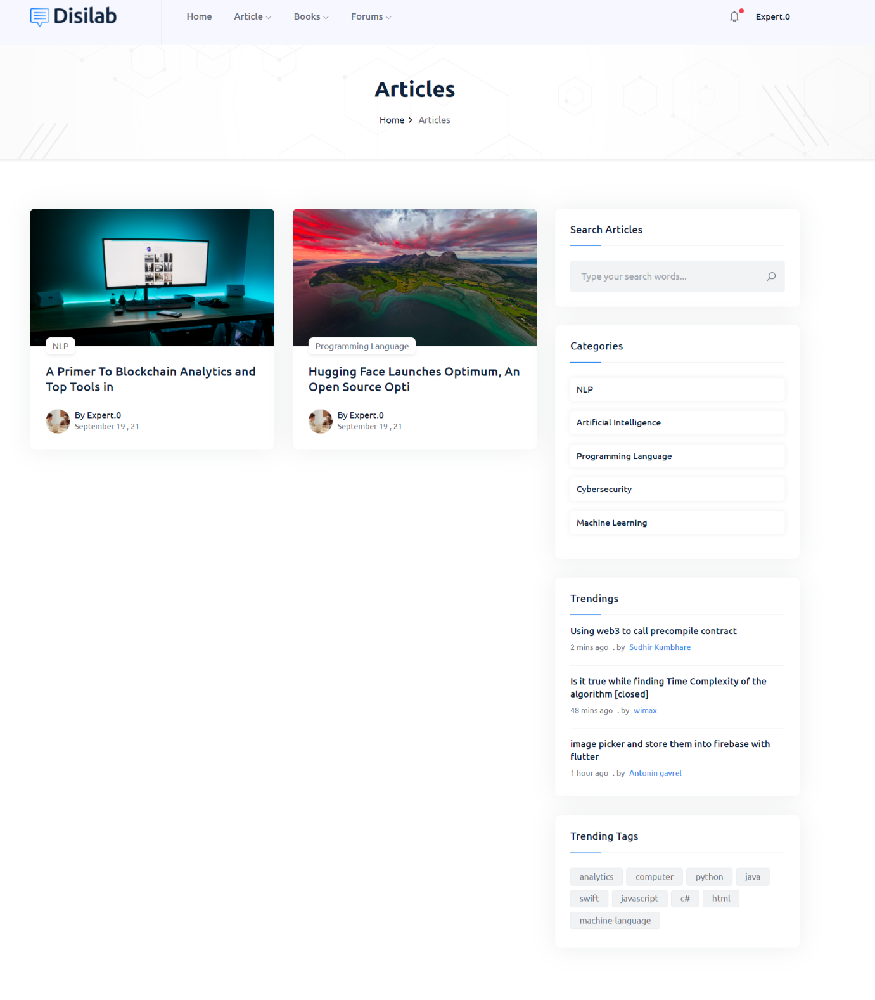 Disilab
Home
Article
Books
Forums
Expert.0
Articles
Home
Articles
NLP
A Primer To Blockchain Analytics and
Top Tools in
By Expert.0
September 19 , 21
Programming Language
Hugging Face Launches Optimum, An
Open Source Opti
By Expert.0
September 19 , 21
Search Articles
Type your search words...
Categories
NLP
Artificial Intelligence
Programming Language
Cybersecurity
Machine Learning
Trendings
Using web3 to call precompile contract
2 mins ago . by Sudhir Kumbhare
Is it true while finding Time Complexity of the
algorithm [closed]
48 mins ago . by wimax
image picker and store them into firebase with
flutter
1 hour ago . by Antonin gavrel
Trending Tags
analytics
computer
python
java
swift
javascript
c#
html
machine-language